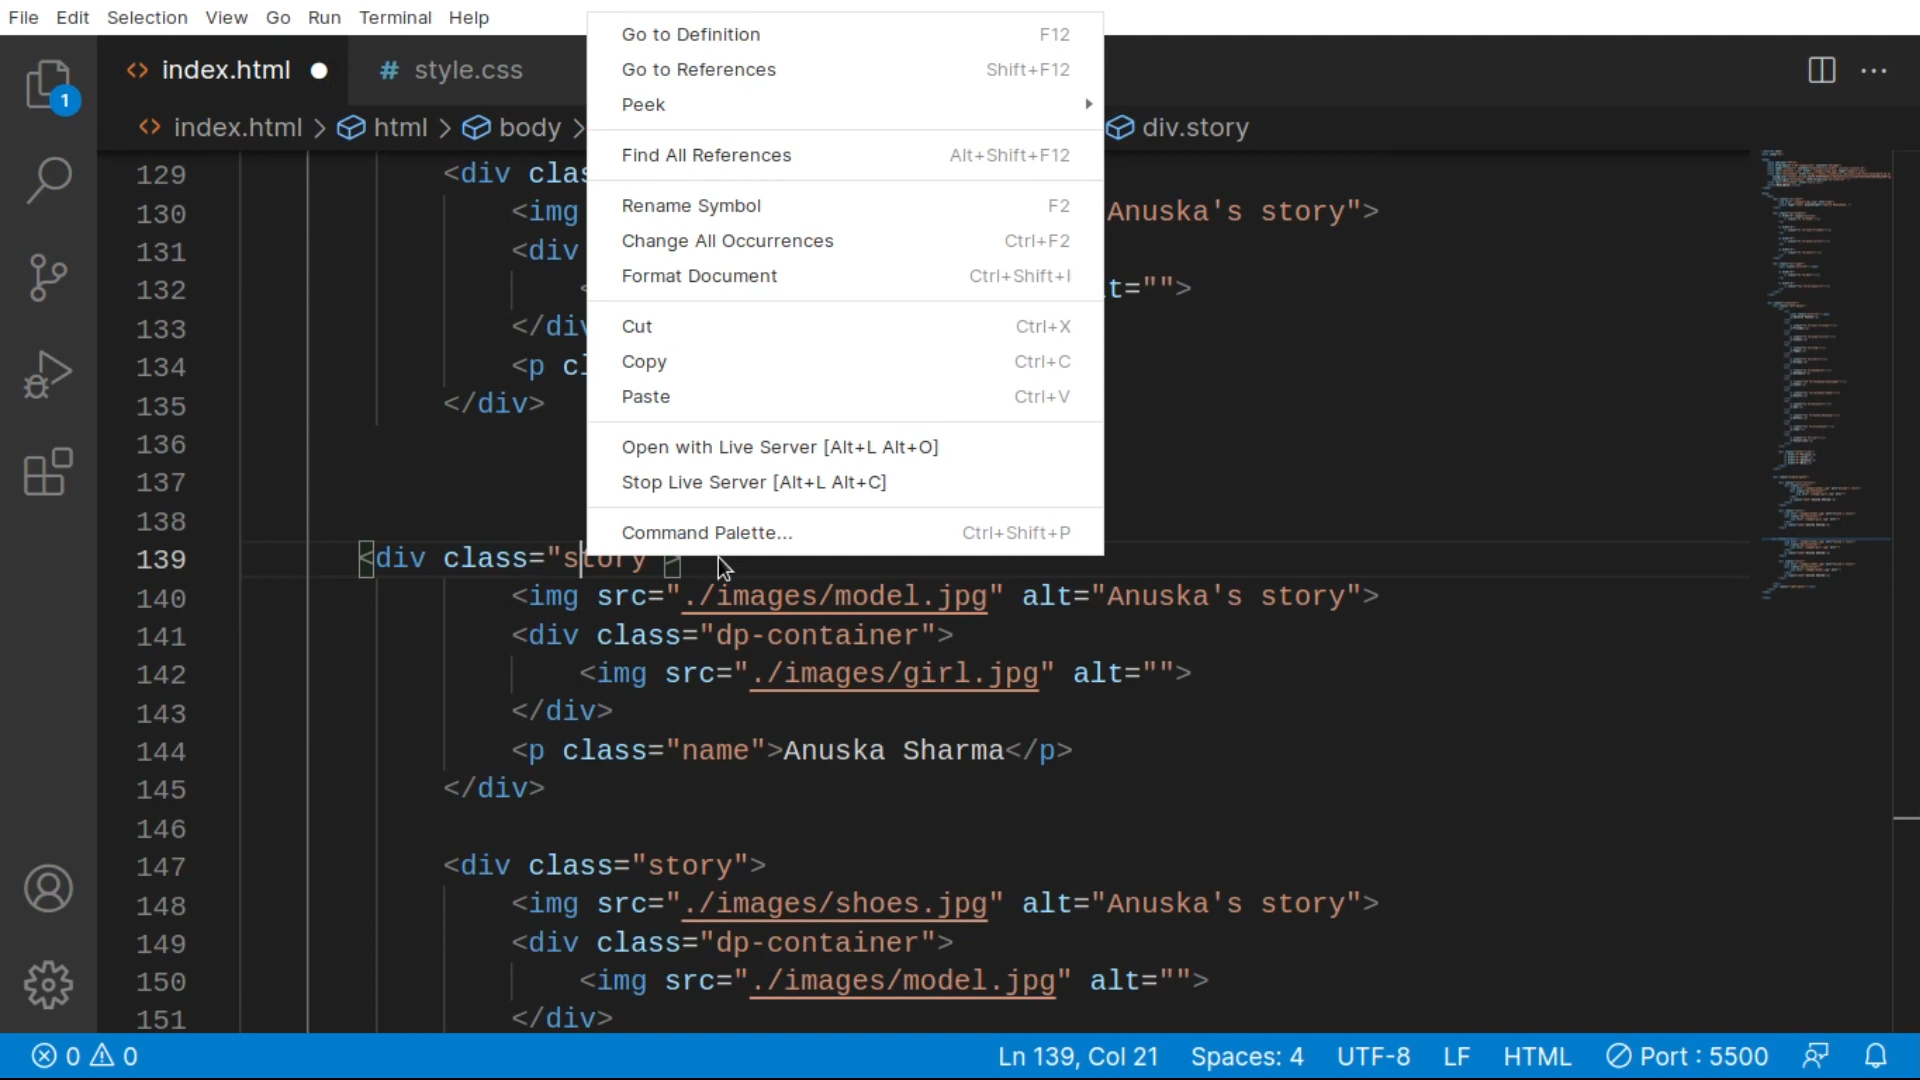 File Edit Selection View Go Run Terminal Help
index.html # style.css
index.html > html > body > div.story
Go to Definition F12
Go to References Shift+F12
Peek
Find All References Alt+Shift+F12
Rename Symbol F2
Change All Occurrences Ctrl+F2
Format Document Ctrl+Shift+I
Cut Ctrl+X
Copy Ctrl+C
Paste Ctrl+V
Open with Live Server [Alt+L Alt+O]
Stop Live Server [Alt+L Alt+C]
Command Palette... Ctrl+Shift+P
1
129 <div clas
130 <img Anuska's story">
131 <div
132 < t="">
133 </div
134 <p cl
135 </div>
136
137
138
139 <div class="story">
140 <img src="./images/model.jpg" alt="Anuska's story">
141 <div class="dp-container">
142 <img src="./images/girl.jpg" alt="">
143 </div>
144 <p class="name">Anuska Sharma</p>
145 </div>
146
147 <div class="story">
148 <img src="./images/shoes.jpg" alt="Anuska's story">
149 <div class="dp-container">
150 <img src="./images/model.jpg" alt="">
151 </div>
0 0 Ln 139, Col 21 Spaces: 4 UTF-8 LF HTML Port : 5500